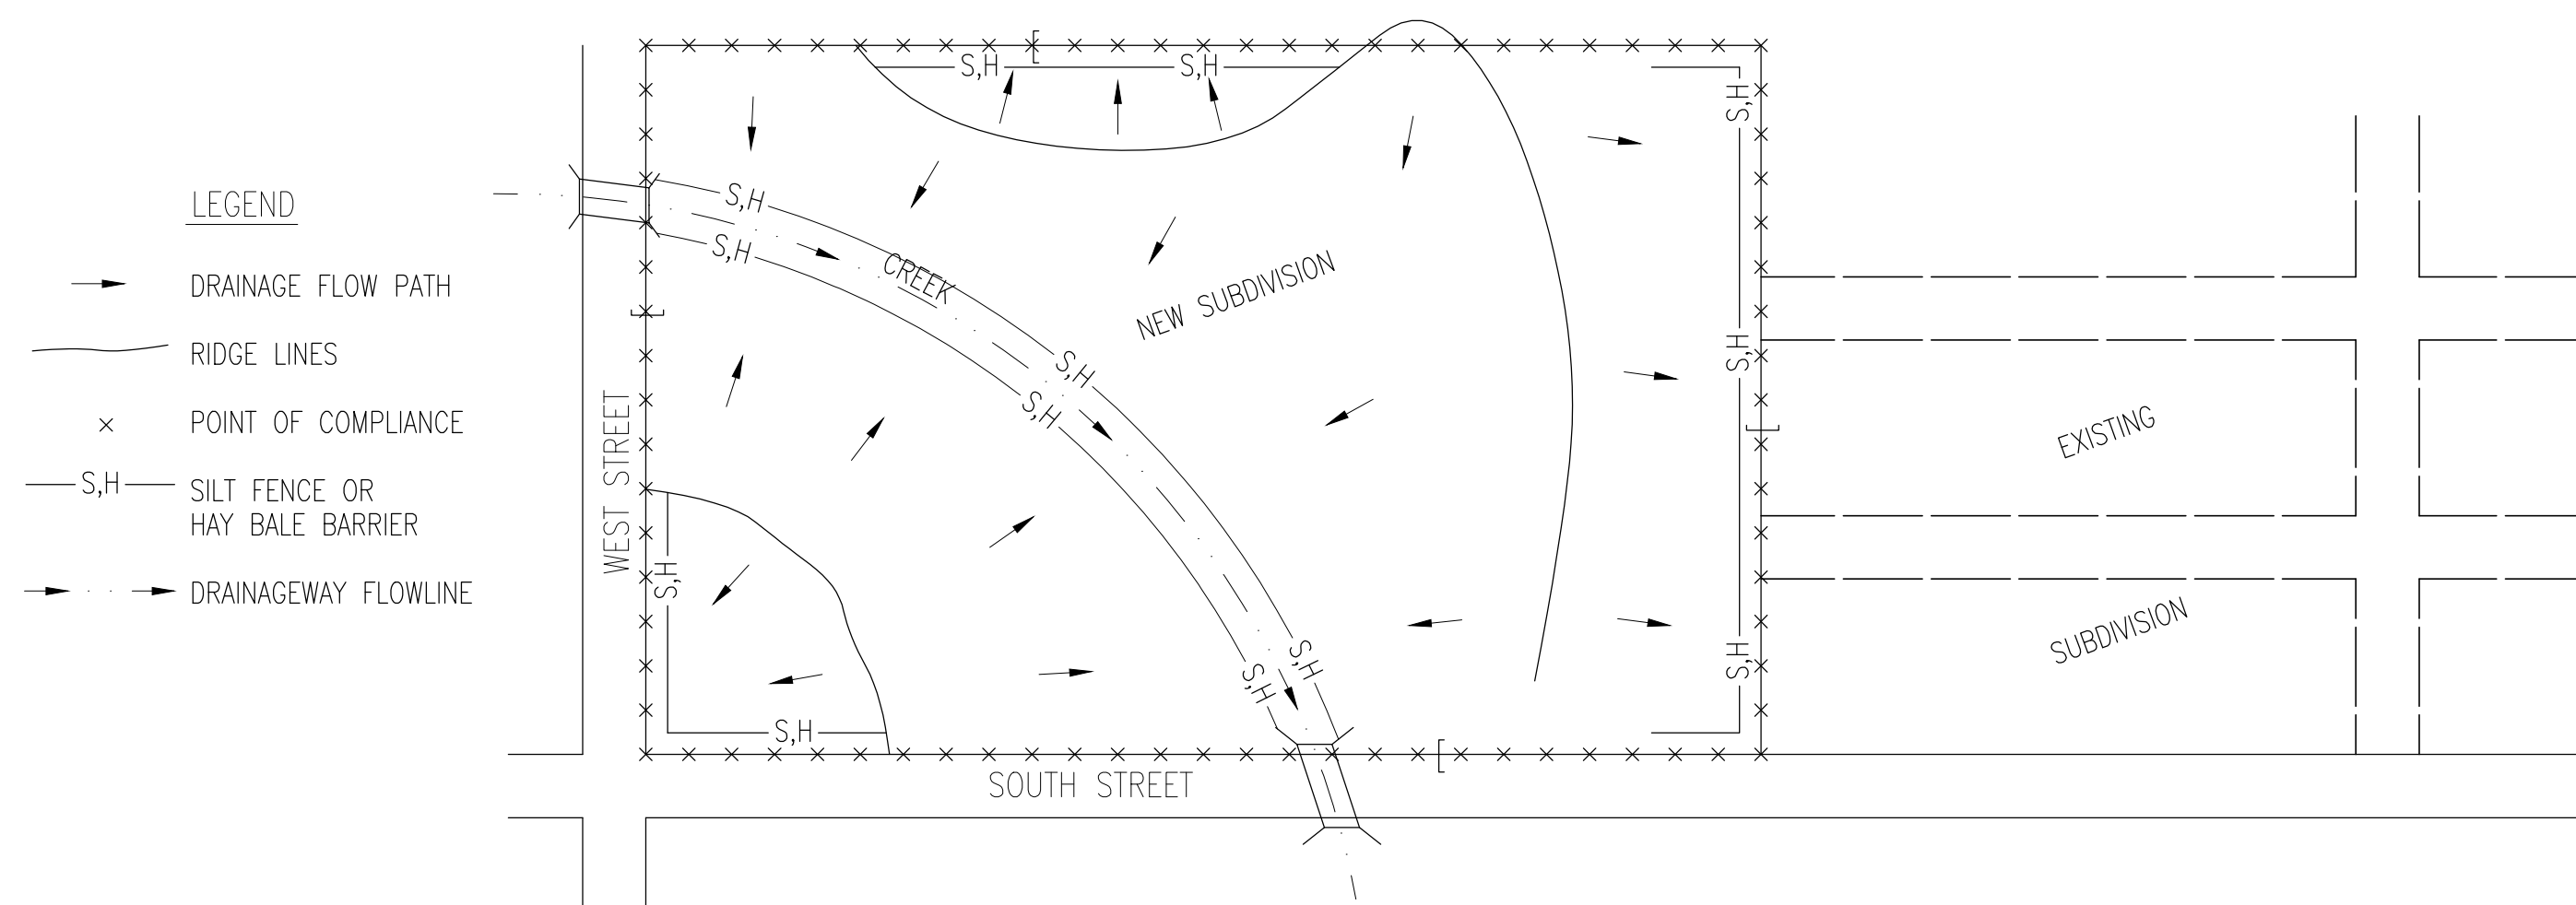 LEGEND
DRAINAGE FLOW PATH
RIDGE LINES
POINT OF COMPLIANCE
S,H
SILT FENCE OR
HAY BALE BARRIER
DRAINAGEWAY FLOWLINE
S,H
S,H
S,H
S,H
S,H
CREEK
NEW SUBDIVISION
S,H
S,H
S,H
WEST STREET
EXISTING
S,H
SUBDIVISION
S,H
S,H
S,H
S,H
SOUTH STREET